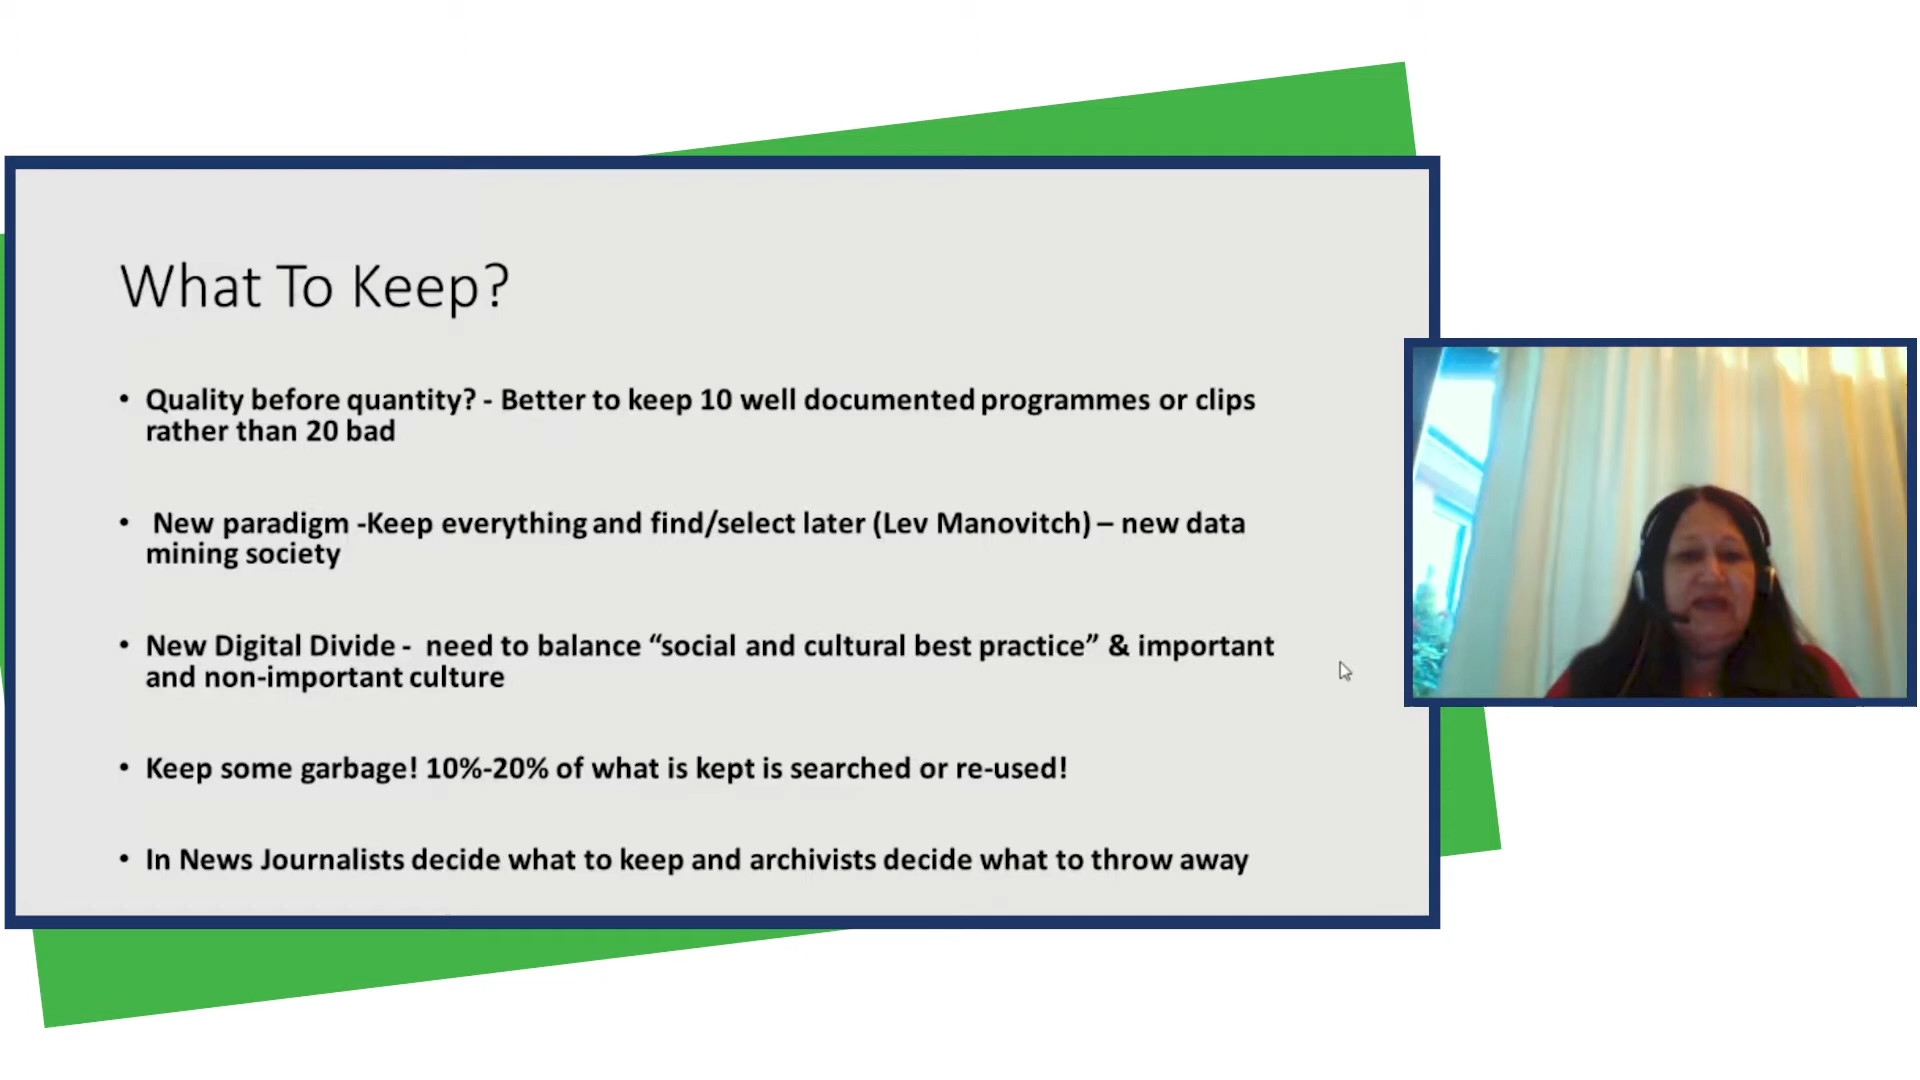 What To Keep?
• Quality before quantity? - Better to keep 10 well documented programmes or clips
rather than 20 bad
• New paradigm -Keep everything and find/select later (Lev Manovitch) – new data
mining society
• New Digital Divide - need to balance “social and cultural best practice” & important
and non-important culture
• Keep some garbage! 10%-20% of what is kept is searched or re-used!
• In News Journalists decide what to keep and archivists decide what to throw away